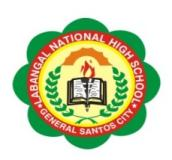 LABANGAL NATIONAL HIGH SCHOOL
GENERAL SANTOS CITY